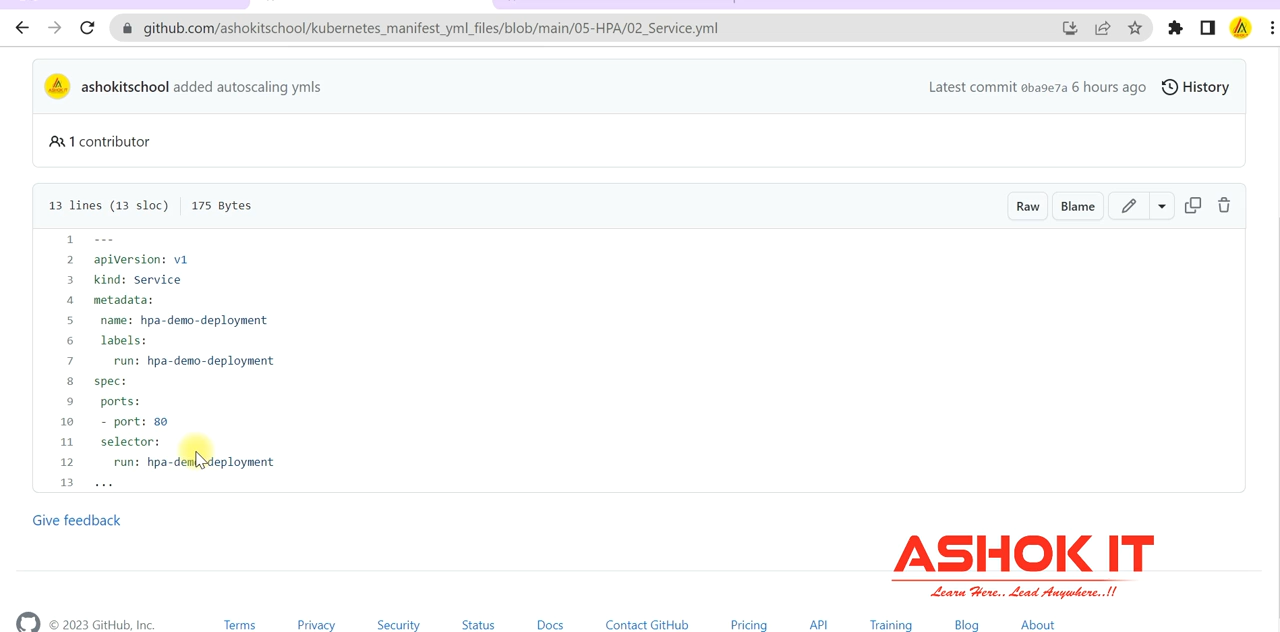 github.com/ashokitschool/kubernetes_manifest_yml_files/blob/main/05-HPA/02_Service.yml
ashokitschool added autoscaling ymls
Latest commit 0ba9e7a 6 hours ago History
1 contributor
13 lines (13 sloc) 175 Bytes
Raw Blame
1 ---
2 apiVersion: v1
3 kind: Service
4 metadata:
5 name: hpa-demo-deployment
6 labels:
7 run: hpa-demo-deployment
8 spec:
9 ports:
10 - port: 80
11 selector:
12 run: hpa-demo-deployment
13 ...
Give feedback
ASHOK IT
Learn Here.. Lead Anywhere..!!
© 2023 GitHub, Inc. Terms Privacy Security Status Docs Contact GitHub Pricing API Training Blog About